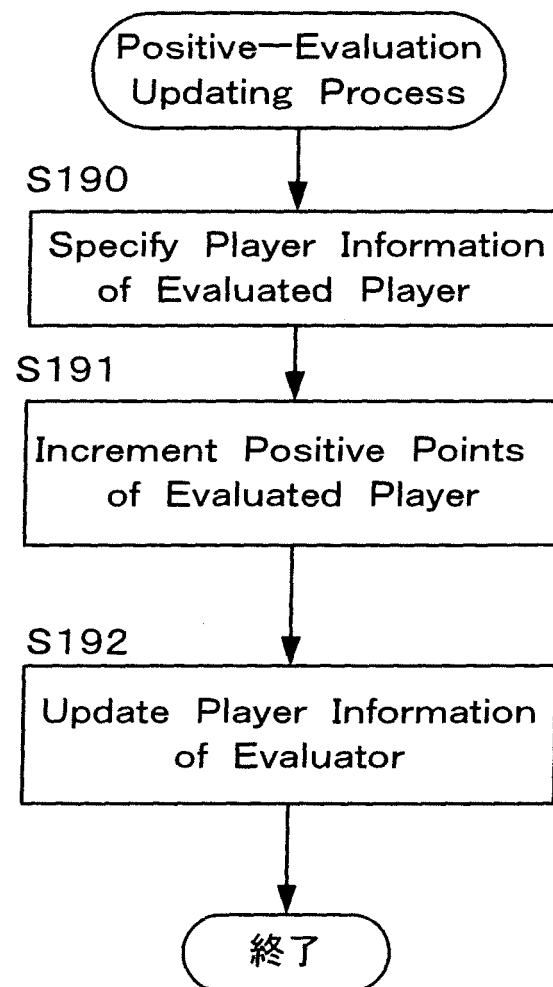 Positive—Evaluation
Updating Process
S190
Specify Player Information
of Evaluated Player
S191
Increment Positive Points
of Evaluated Player
S192
Update Player Information
of Evaluator
終了